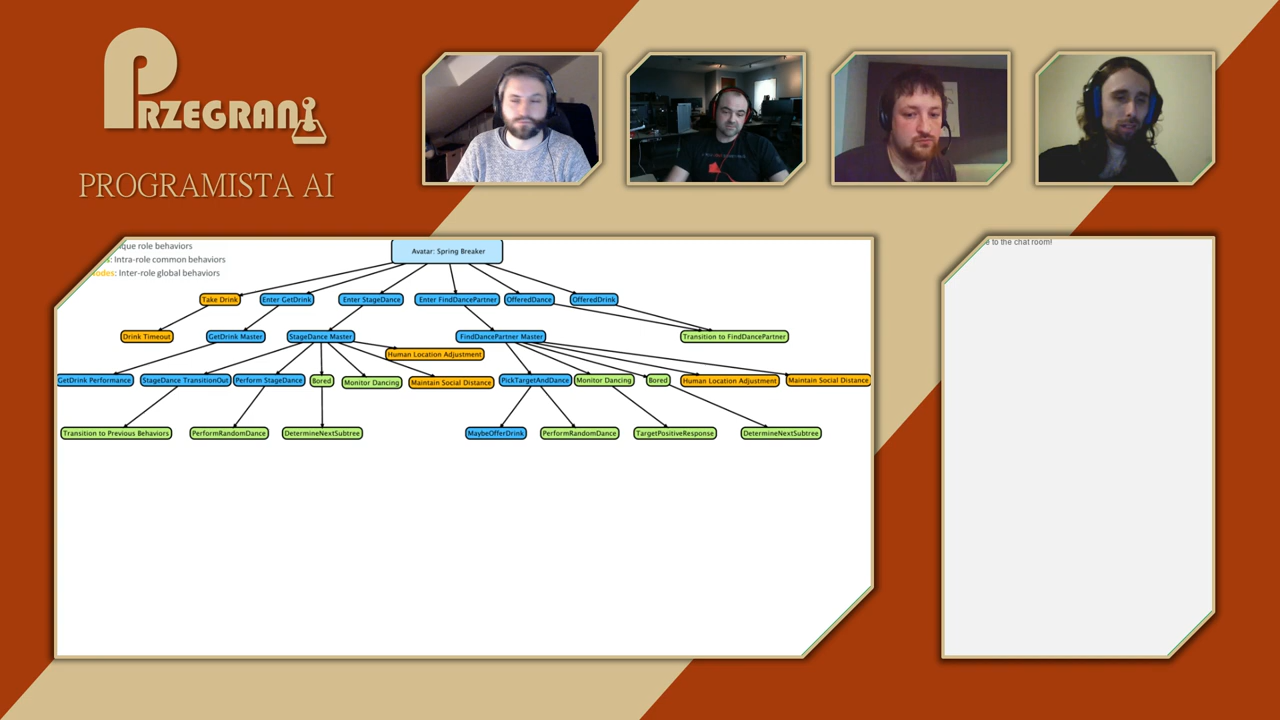 PRZEGRANI
PROGRAMISTA AI
ique role behaviors
s: Intra-role common behaviors
odes: Inter-role global behaviors
Avatar: Spring Breaker
Take Drink
Enter GetDrink
Enter StageDance
Enter FindDancePartner
OfferedDance
OfferedDrink
Drink Timeout
GetDrink Master
StageDance Master
FindDancePartner Master
Transition to FindDancePartner
Human Location Adjustment
GetDrink Performance
StageDance TransitionOut
Perform StageDance
Bored
Monitor Dancing
Maintain Social Distance
PickTargetAndDance
Monitor Dancing
Bored
Human Location Adjustment
Maintain Social Distance
Transition to Previous Behaviors
PerformRandomDance
DetermineNextSubtree
MaybeOfferDrink
PerformRandomDance
TargetPositiveResponse
DetermineNextSubtree
e to the chat room!